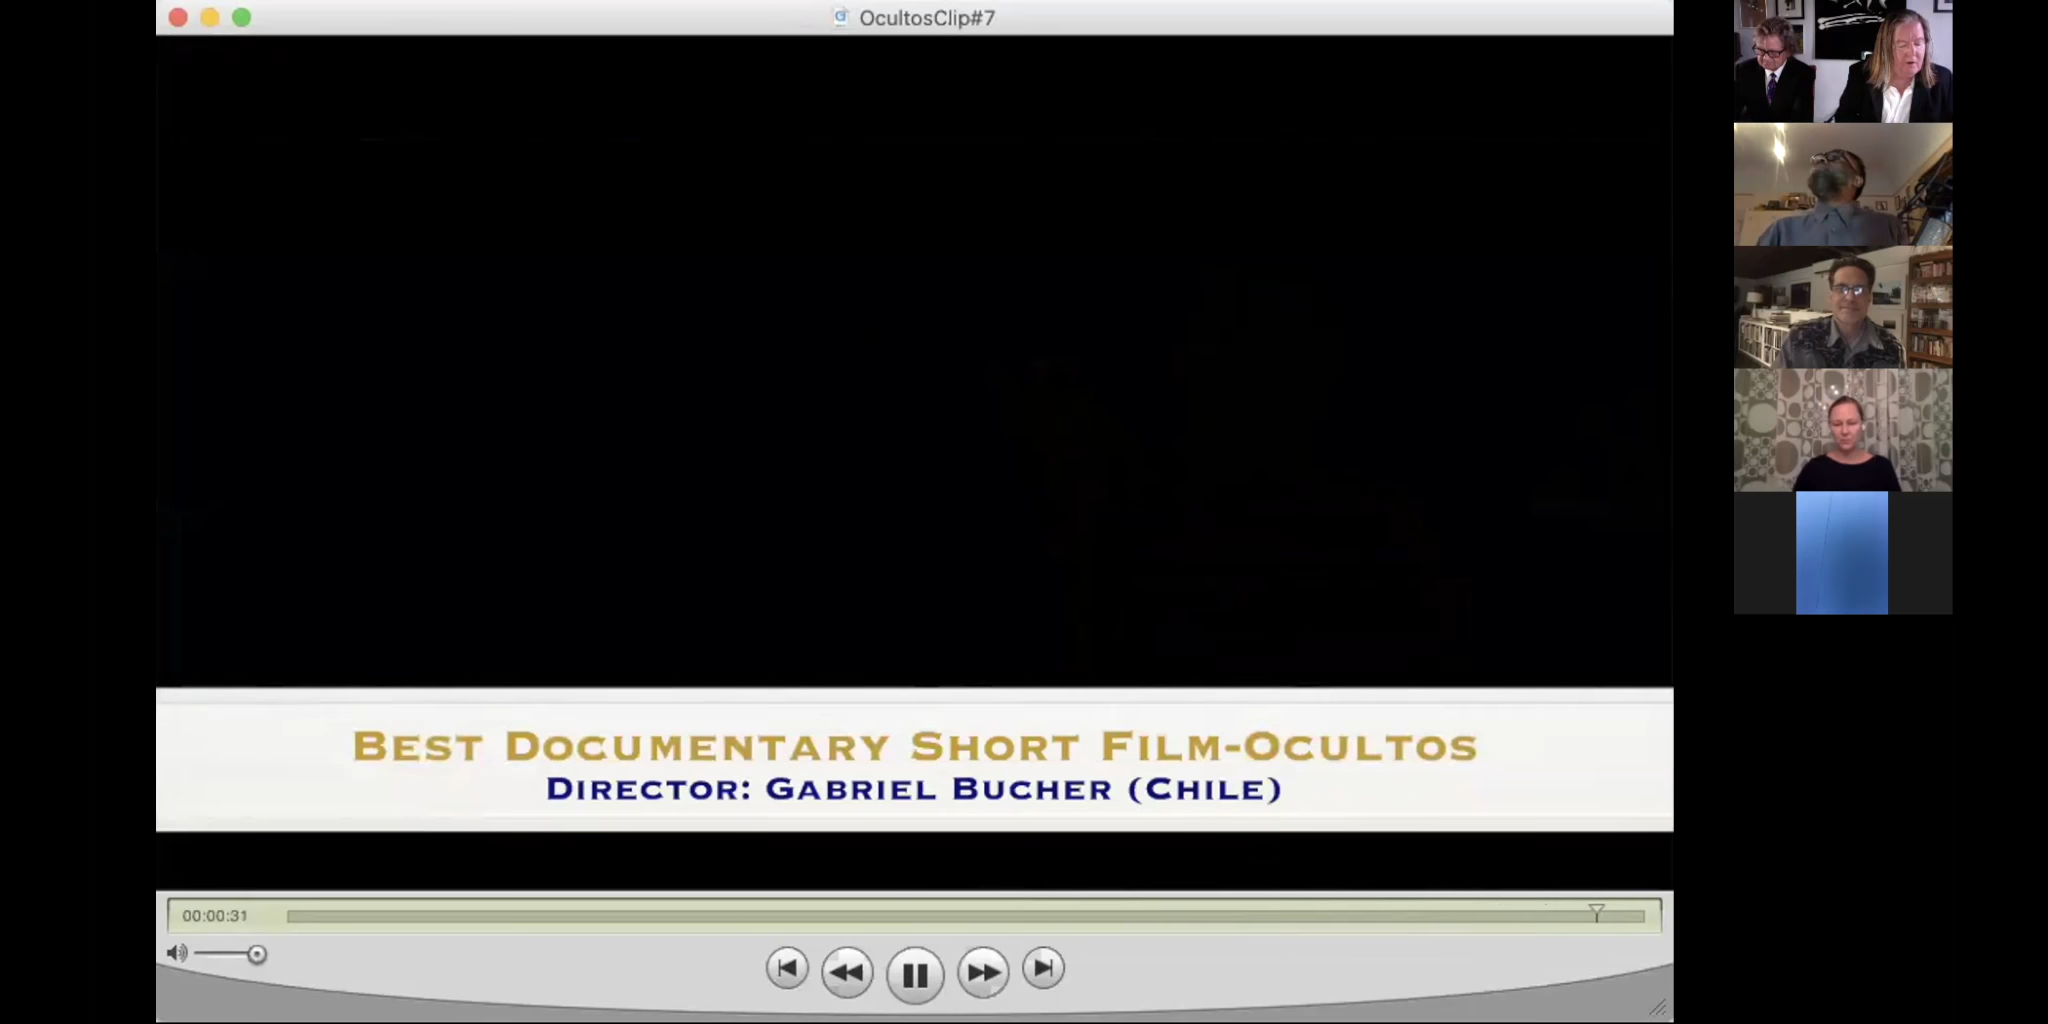 OcultosClip#7
Best Documentary Short Film-Ocultos
Director: Gabriel Bucher (Chile)
00:00:31